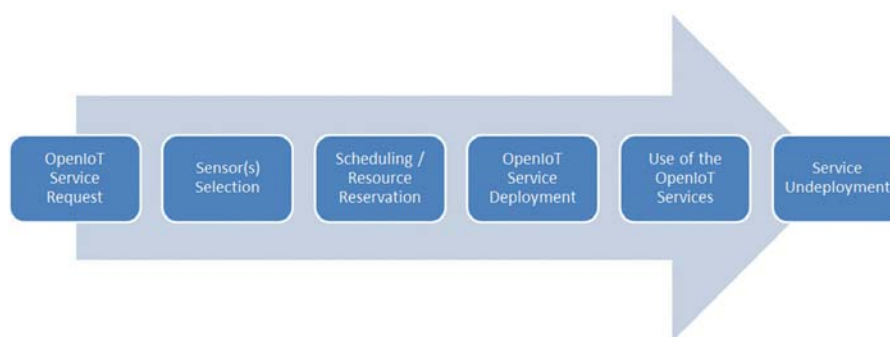 OpenIoT
Service
Request
Sensor(s)
Selection
Scheduling /
Resource
Reservation
OpenIoT
Service
Deployment
Use of the
OpenIoT
Services
Service
Undeployment